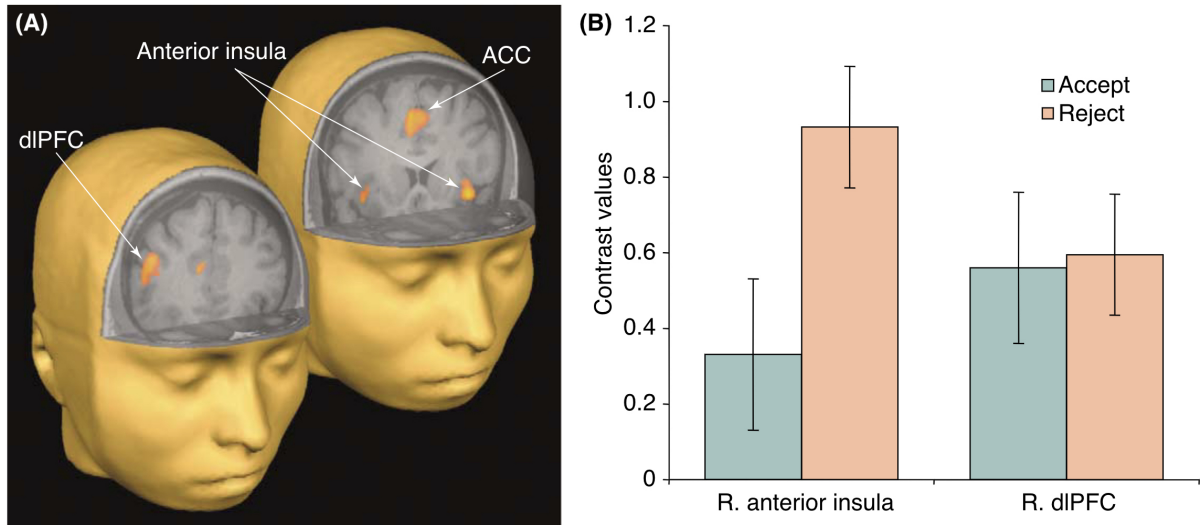 (A)
Anterior insula
ACC
dlPFC
(B)
1.2
1.0
0.8
0.6
0.4
0.2
0
Contrast values
Accept
Reject
R. anterior insula
R. dlPFC